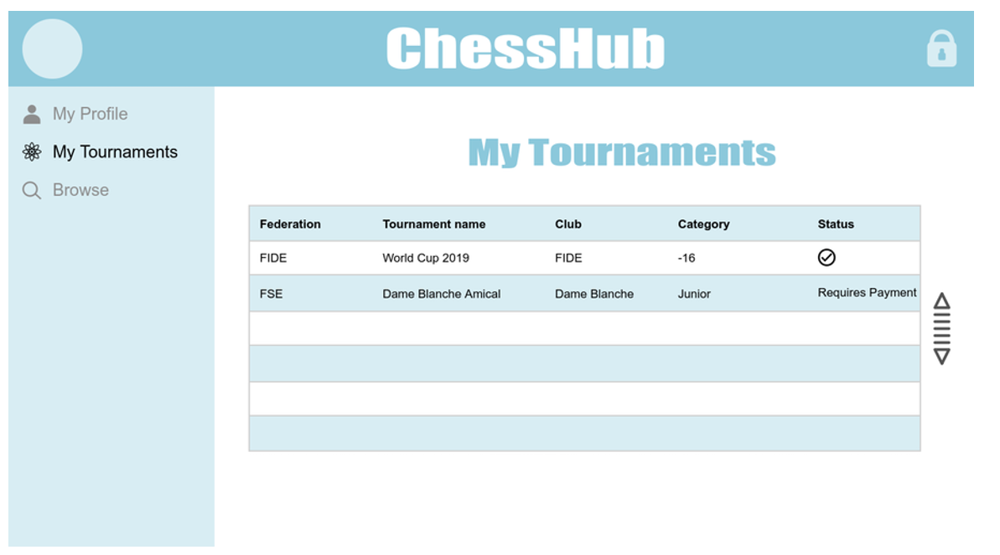 ChessHub
My Profile
My Tournaments
Browse
My Tournaments
Federation Tournament name Club Category Status
FIDE World Cup 2019 FIDE -16
FSE Dame Blanche Amical Dame Blanche Junior Requires Payment